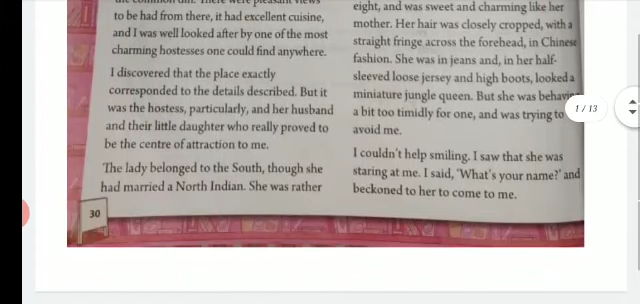 to be had from there, it had excellent cuisine,
and I was well looked after by one of the most
charming hostesses one could find anywhere.
I discovered that the place exactly
corresponded to the details described. But it
was the hostess, particularly, and her husband
and their little daughter who really proved to
be the centre of attraction to me.
The lady belonged to the South, though she
had married a North Indian. She was rather
30
eight, and was sweet and charming like her
mother. Her hair was closely cropped, with a
straight fringe across the forehead, in Chinese
fashion. She was in jeans and, in her half-
sleeved loose jersey and high boots, looked a
miniature jungle queen. But she was
a bit too timidly for one, and was trying to
avoid me.
I couldn't help smiling. I saw that she was
staring at me. I said, 'What's your name?' and
beckoned to her to come to me.
1 / 13